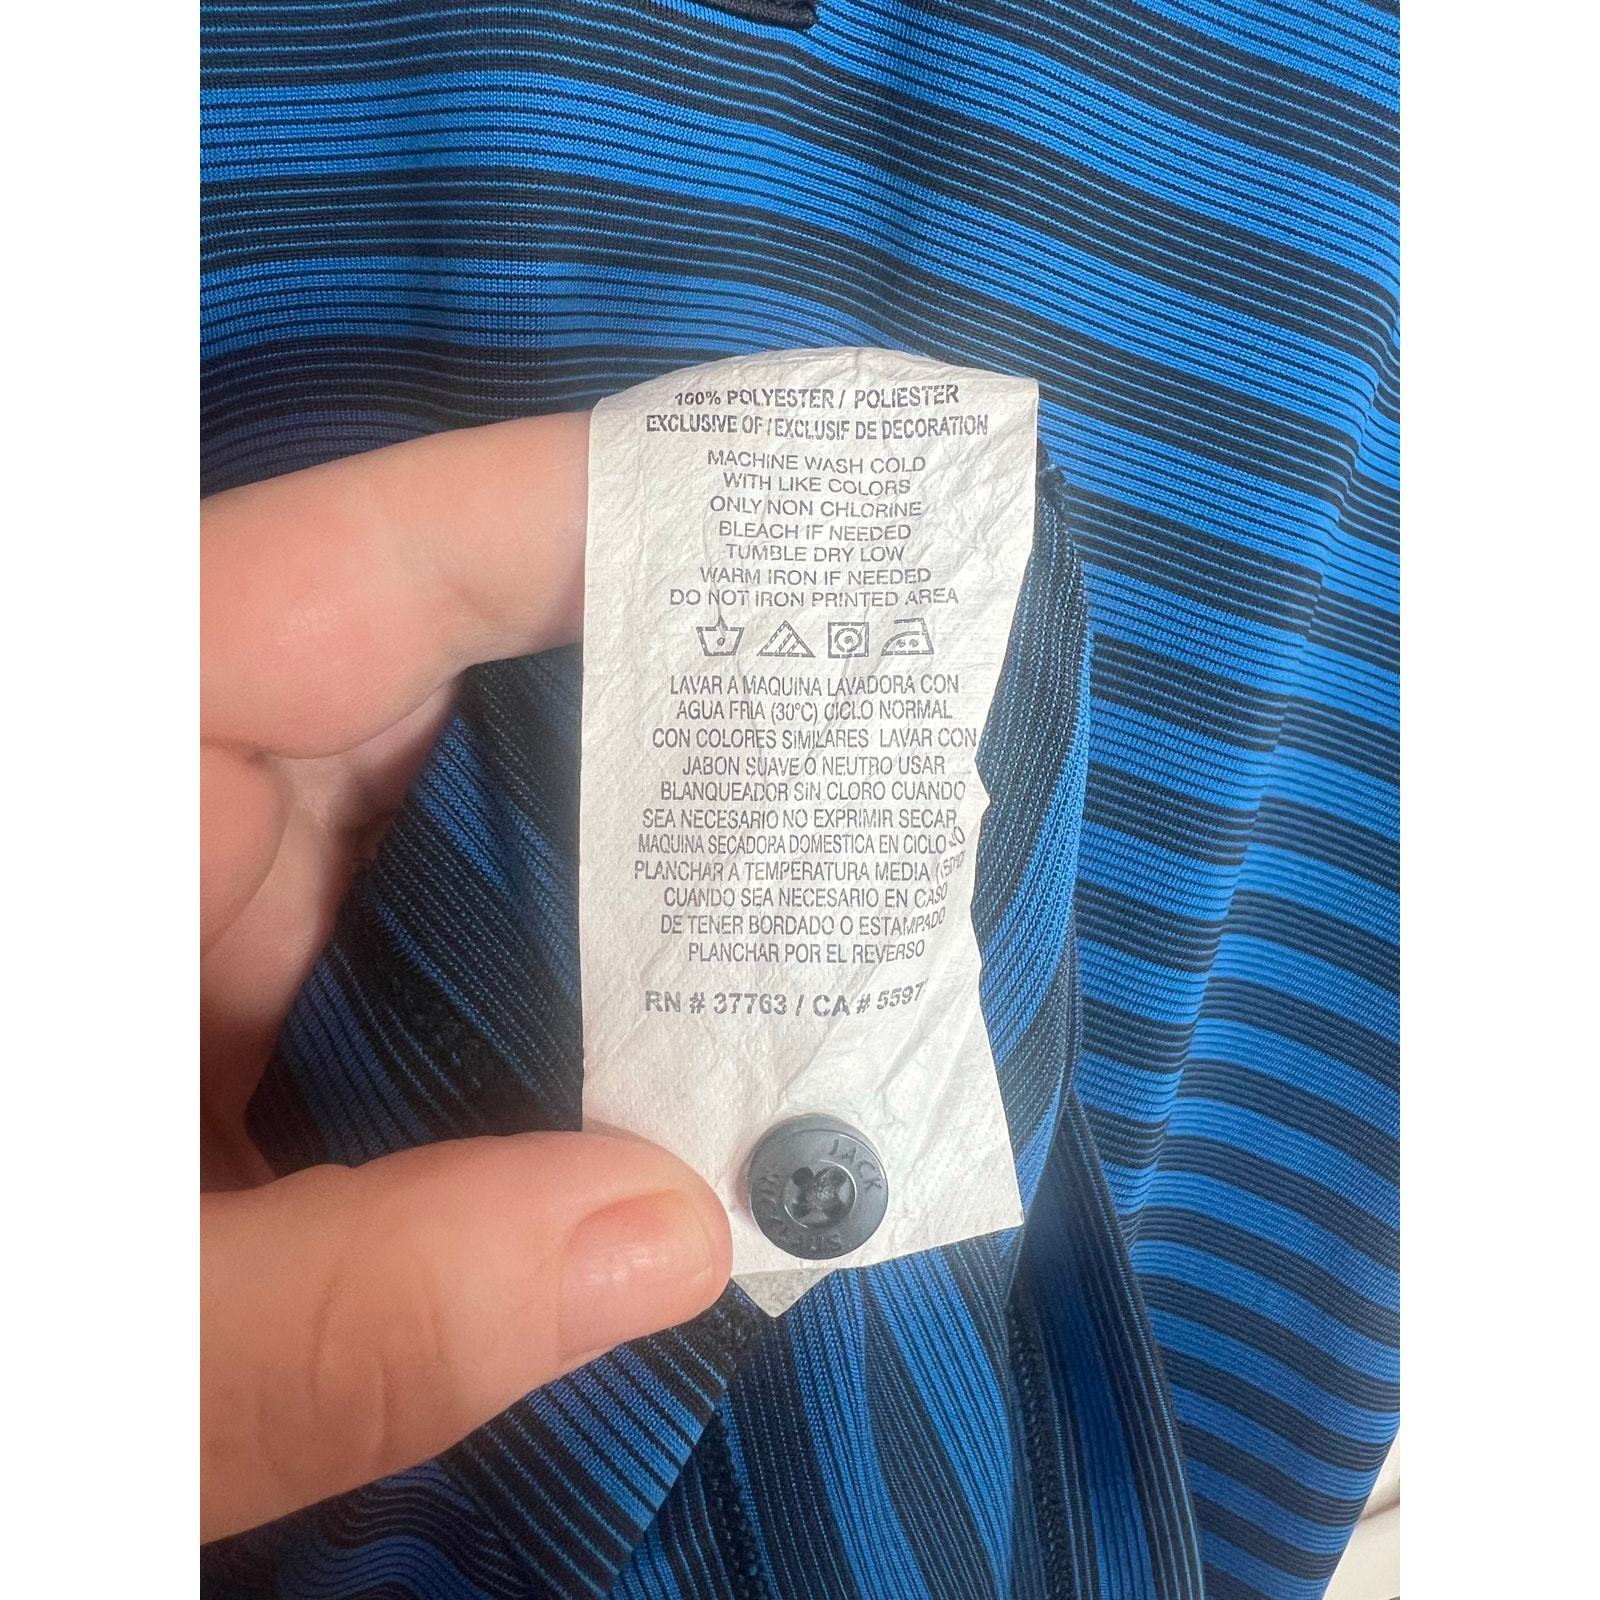 100% POLYESTER / POLIESTER
EXCLUSIVE OF / EXCLUSIF DE DECORATION
MACHINE WASH COLD
WITH LIKE COLORS
ONLY NON CHLORINE
BLEACH IF NEEDED
TUMBLE DRY LOW
WARM IRON IF NEEDED
DO NOT IRON PRINTED AREA
LAVAR A MAQUINA LAVADORA CON
AGUA FRIA (30°C) CICLO NORMAL
CON COLORES SIMILARES LAVAR CON
JABON SUAVE O NEUTRO USAR
BLANQUEADOR SIN CLORO CUANDO
SEA NECESARIO NO EXPRIMIR SECAR
MAQUINA SECADORA DOMESTICA EN CICLO
PLANCHAR A TEMPERATURA MEDIA
CUANDO SEA NECESARIO EN CASO
DE TENER BORDADO O ESTAMPADO
PLANCHAR POR EL REVERSO
RN # 37763 / CA # 5597
JACK